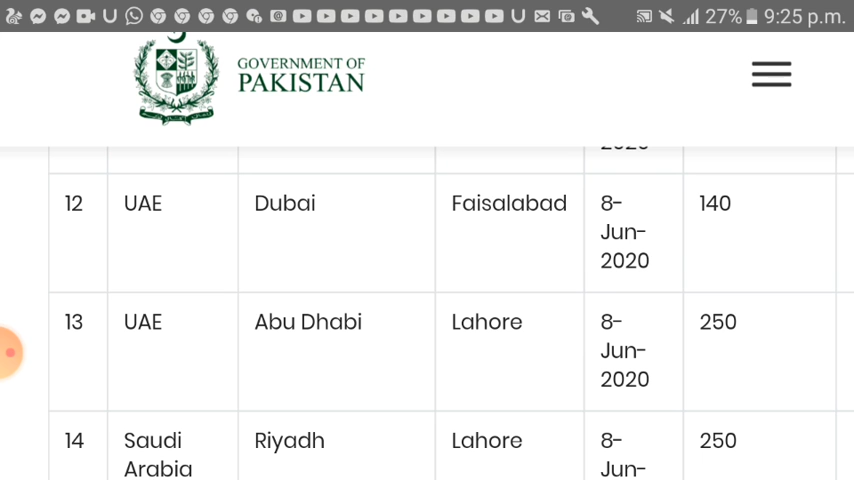 27% 9:25 p.m.
GOVERNMENT OF
PAKISTAN
12 UAE Dubai Faisalabad 8-
Jun-
2020
140
13 UAE Abu Dhabi Lahore 8-
Jun-
2020
250
14 Saudi
Arabia
Riyadh Lahore 8-
Jun-
250